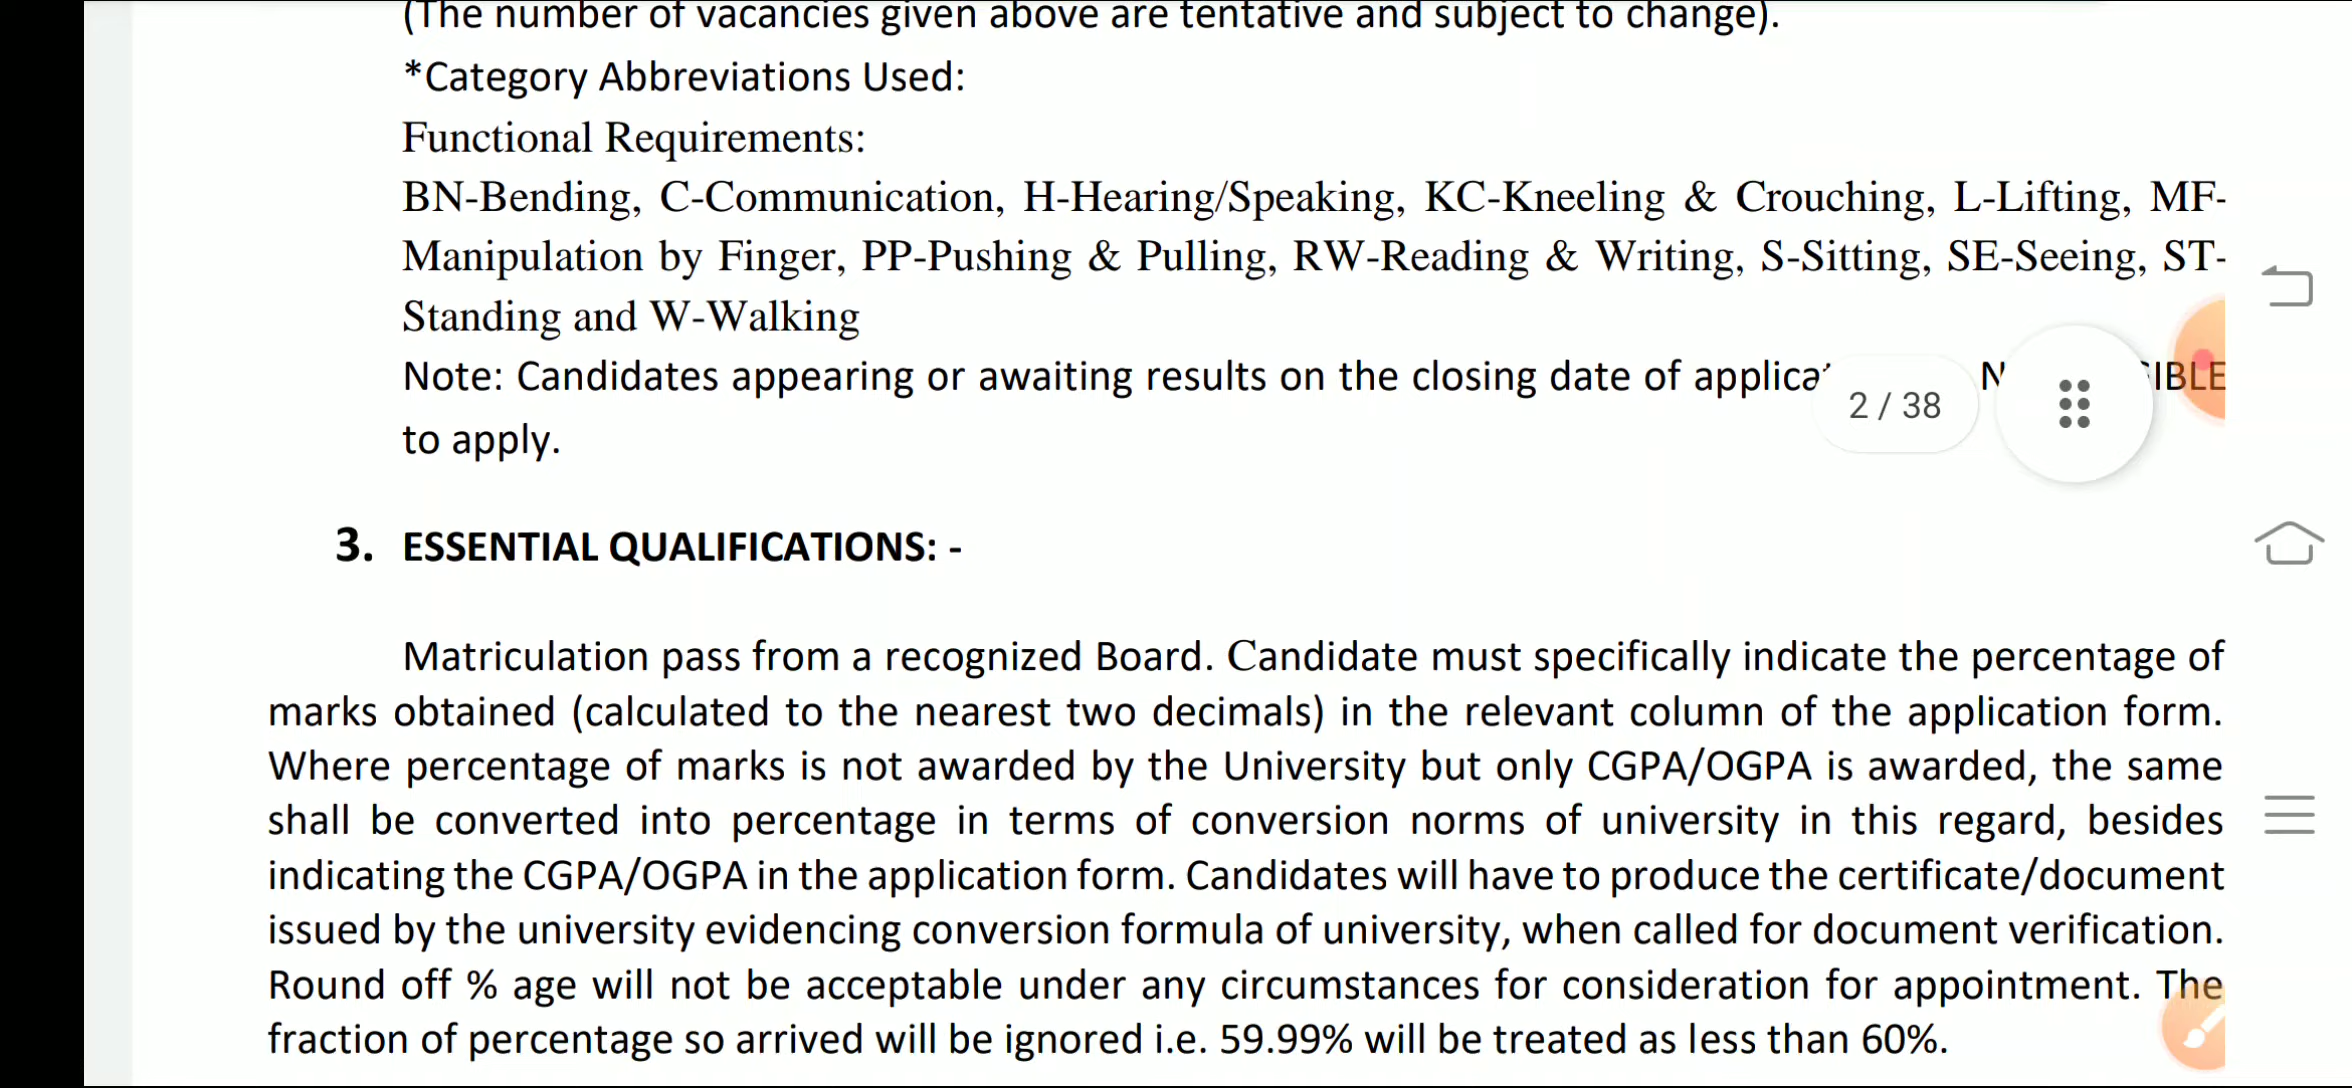 (The number of vacancies given above are tentative and subject to change).
*Category Abbreviations Used:
Functional Requirements:
BN-Bending, C-Communication, H-Hearing/Speaking, KC-Kneeling & Crouching, L-Lifting, MF-
Manipulation by Finger, PP-Pushing & Pulling, RW-Reading & Writing, S-Sitting, SE-Seeing, ST-
Standing and W-Walking
Note: Candidates appearing or awaiting results on the closing date of
to apply.
2 / 38
3. ESSENTIAL QUALIFICATIONS: -
Matriculation pass from a recognized Board. Candidate must specifically indicate the percentage of
marks obtained (calculated to the nearest two decimals) in the relevant column of the application form.
Where percentage of marks is not awarded by the University but only CGPA/OGPA is awarded, the same
shall be converted into percentage in terms of conversion norms of university in this regard, besides
indicating the CGPA/OGPA in the application form. Candidates will have to produce the certificate/document
issued by the university evidencing conversion formula of university, when called for document verification.
Round off % age will not be acceptable under any circumstances for consideration for appointment. The
fraction of percentage so arrived will be ignored i.e. 59.99% will be treated as less than 60%.